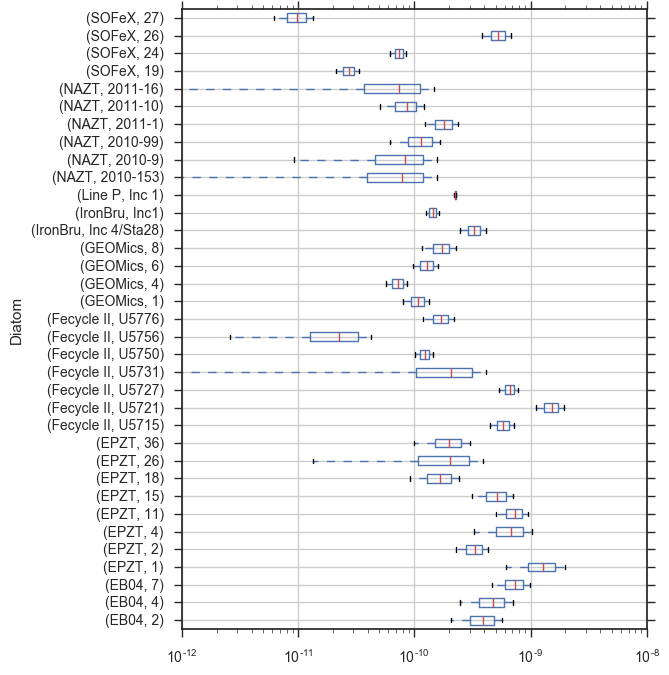 (SOFeX, 27)
(SOFeX, 26)
(SOFeX, 24)
(SOFeX, 19)
(NAZT, 2011-16)
(NAZT, 2011-10)
(NAZT, 2011-1)
(NAZT, 2010-99)
(NAZT, 2010-9)
(NAZT, 2010-153)
(Line P, Inc 1)
(IronBru, Inc1)
(IronBru, Inc 4/Sta28)
(GEOMics, 8)
(GEOMics, 6)
(GEOMics, 4)
(GEOMics, 1)
(Fecycle II, U5776)
(Fecycle II, U5756)
(Fecycle II, U5750)
(Fecycle II, U5731)
(Fecycle II, U5727)
(Fecycle II, U5721)
(Fecycle II, U5715)
(EPZT, 36)
(EPZT, 26)
(EPZT, 18)
(EPZT, 15)
(EPZT, 11)
(EPZT, 4)
(EPZT, 2)
(EPZT, 1)
(EB04, 7)
(EB04, 4)
(EB04, 2)
Diatom
10⁻¹² 10⁻¹¹ 10⁻¹⁰ 10⁻⁹ 10⁻⁸